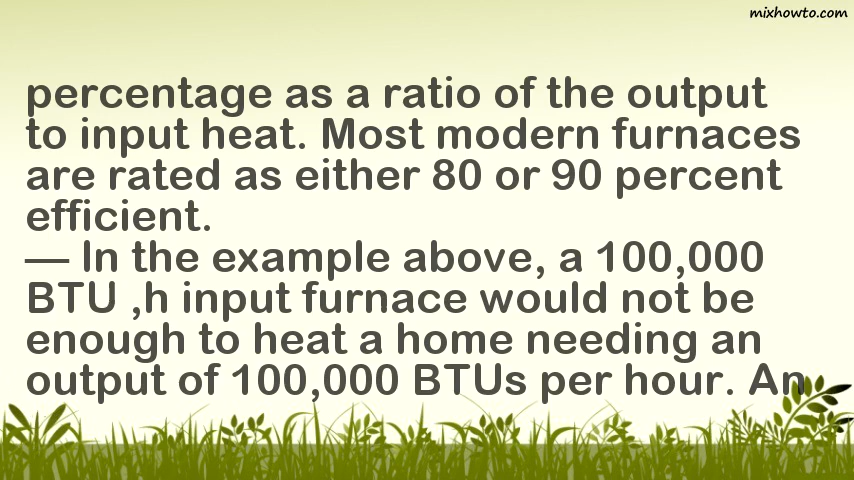 mixhowto.com
percentage as a ratio of the output
to input heat. Most modern furnaces
are rated as either 80 or 90 percent
efficient.
— In the example above, a 100,000
BTU ,h input furnace would not be
enough to heat a home needing an
output of 100,000 BTUs per hour. An